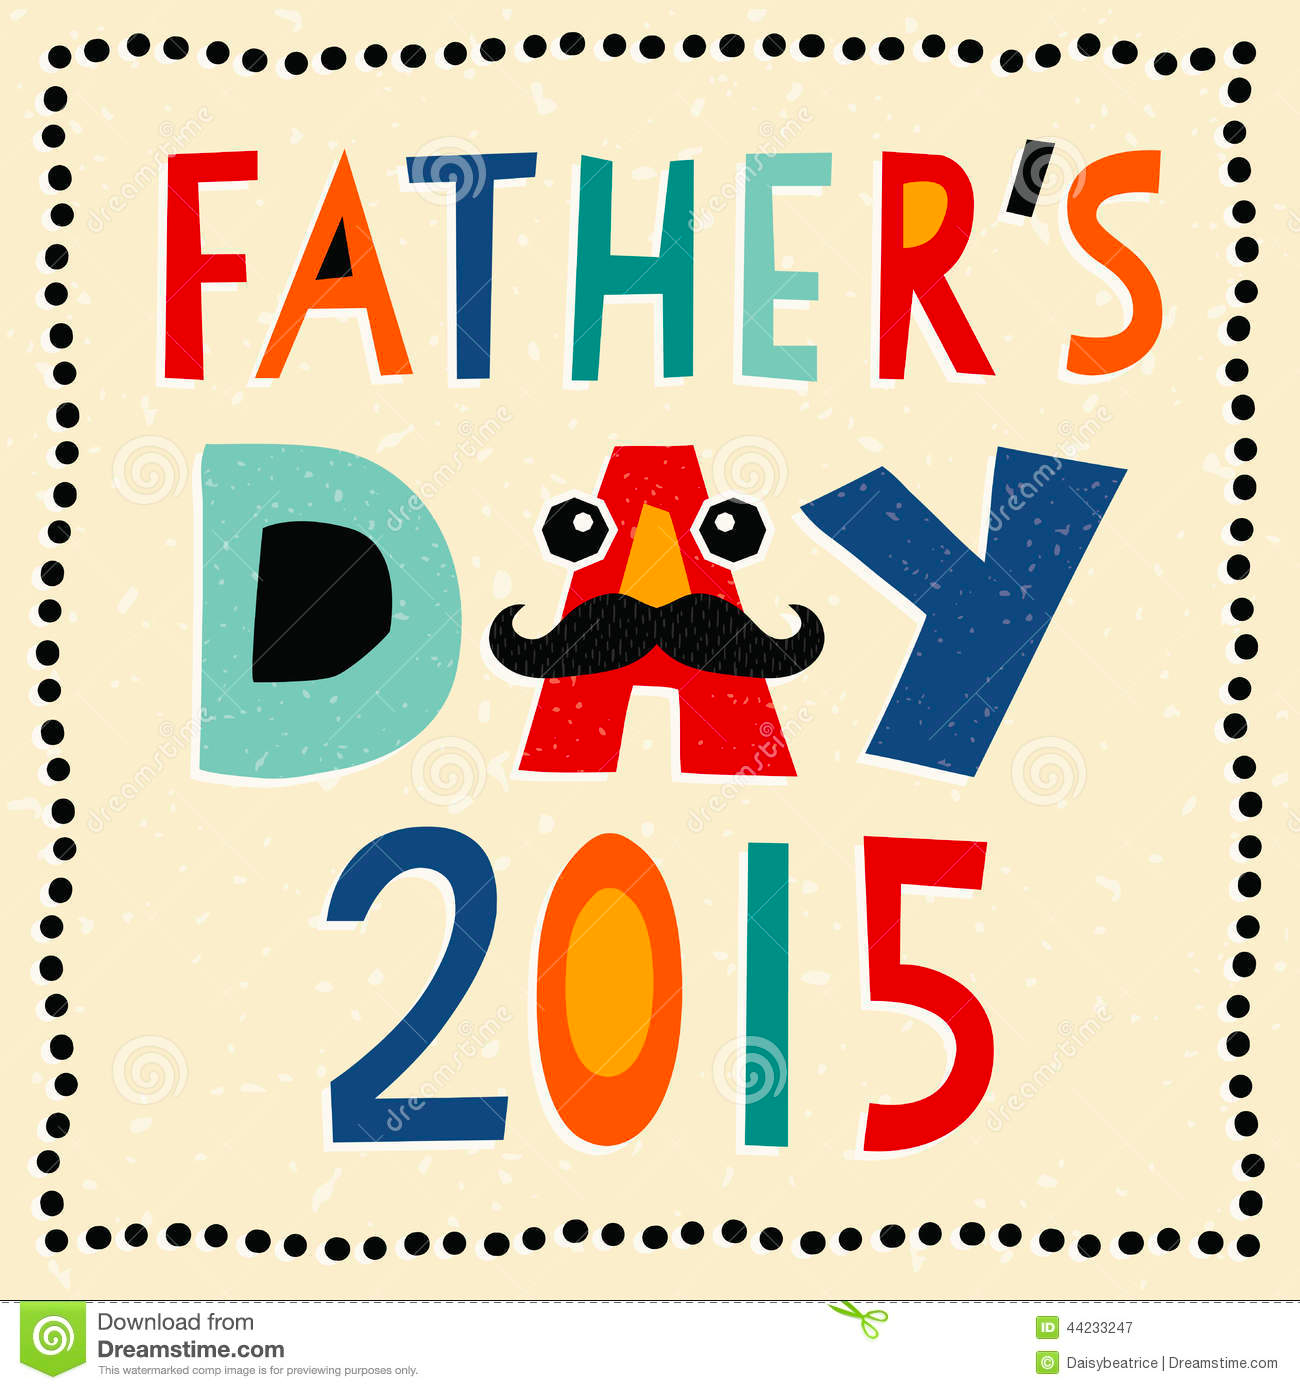 FATHER'S
DAY
2015
Download from
Dreamstime.com
This watermarked comp image is for previewing purposes only.
ID 44233247
© Daisybeatrice | Dreamstime.com
dreamstime